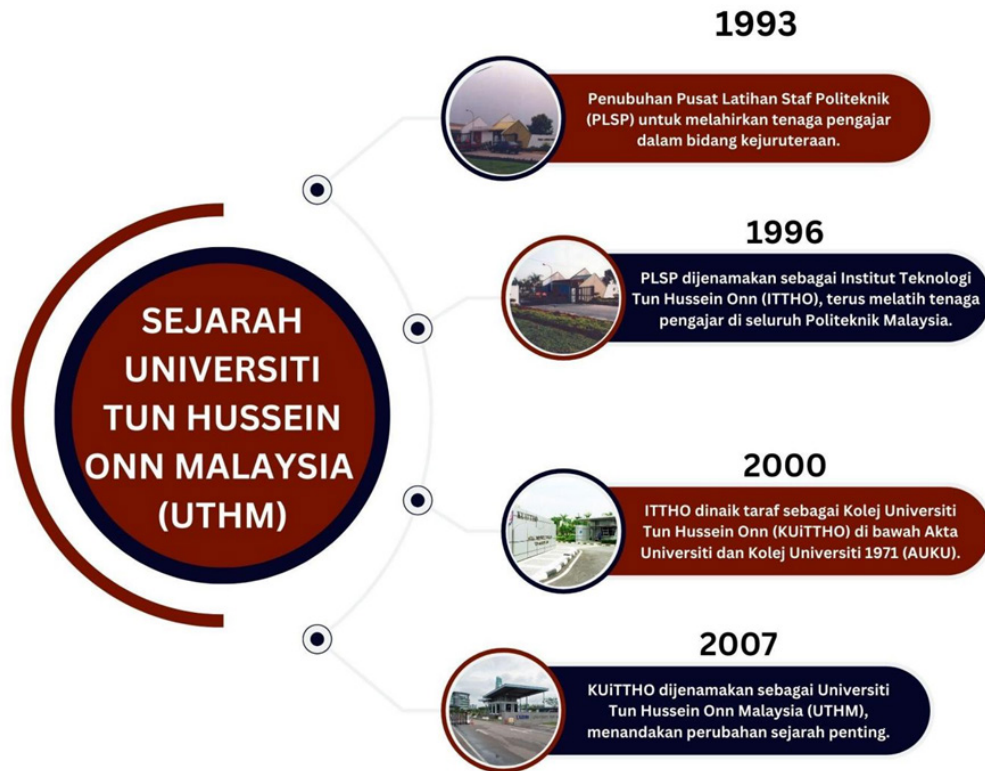 SEJARAH
UNIVERSITI
TUN HUSSEIN
ONN MALAYSIA
(UTHM)
1993
Penubuhan Pusat Latihan Staf Politeknik
(PLSP) untuk melahirkan tenaga pengajar
dalam bidang kejuruteraan.
1996
PLSP dijenamakan sebagai Institut Teknologi
Tun Hussein Onn (ITTHO), terus melatih tenaga
pengajar di seluruh Politeknik Malaysia.
2000
ITTHO dinaik taraf sebagai Kolej Universiti
Tun Hussein Onn (KUiTTHO) di bawah Akta
Universiti dan Kolej Universiti 1971 (AUKU).
2007
KUiTTHO dijenamakan sebagai Universiti
Tun Hussein Onn Malaysia (UTHM),
menandakan perubahan sejarah penting.